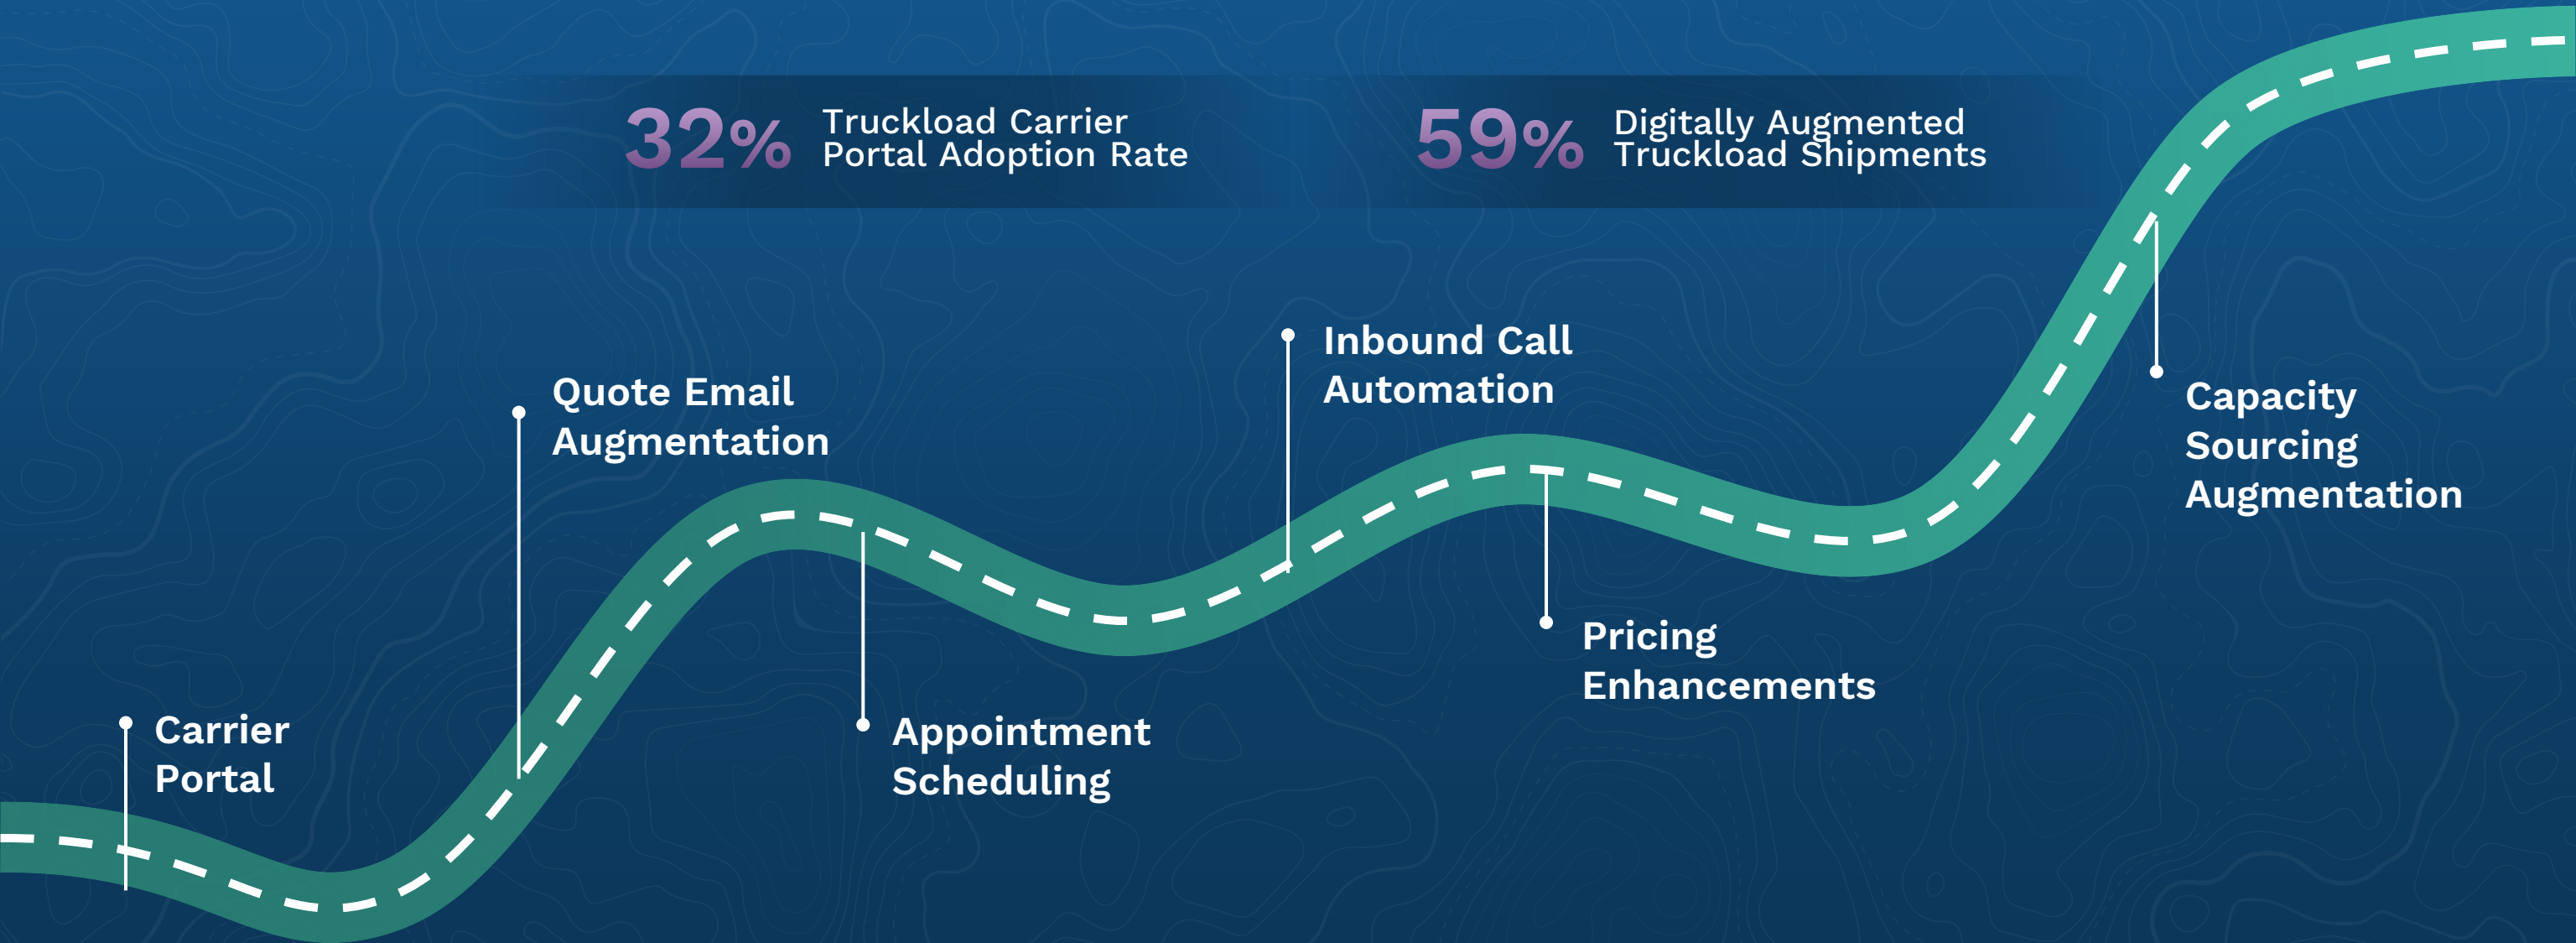 32%
Truckload Carrier
Portal Adoption Rate
59%
Digitally Augmented
Truckload Shipments
Carrier
Portal
Quote Email
Augmentation
Appointment
Scheduling
Inbound Call
Automation
Pricing
Enhancements
Capacity
Sourcing
Augmentation